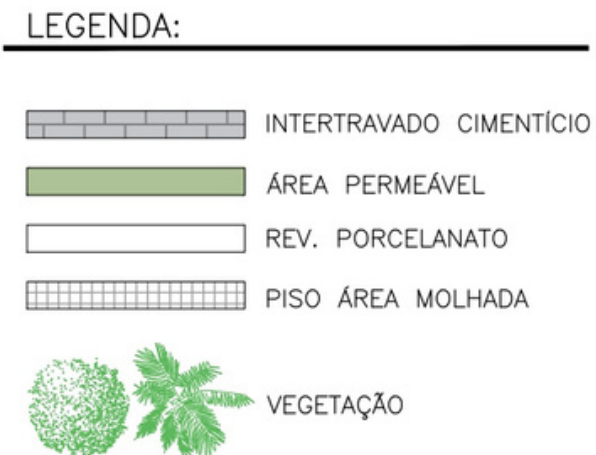 LEGENDA:
INTERTRAVADO CIMENTÍCIO
ÁREA PERMEÁVEL
REV. PORCELANATO
PISO ÁREA MOLHADA
VEGETAÇÃO